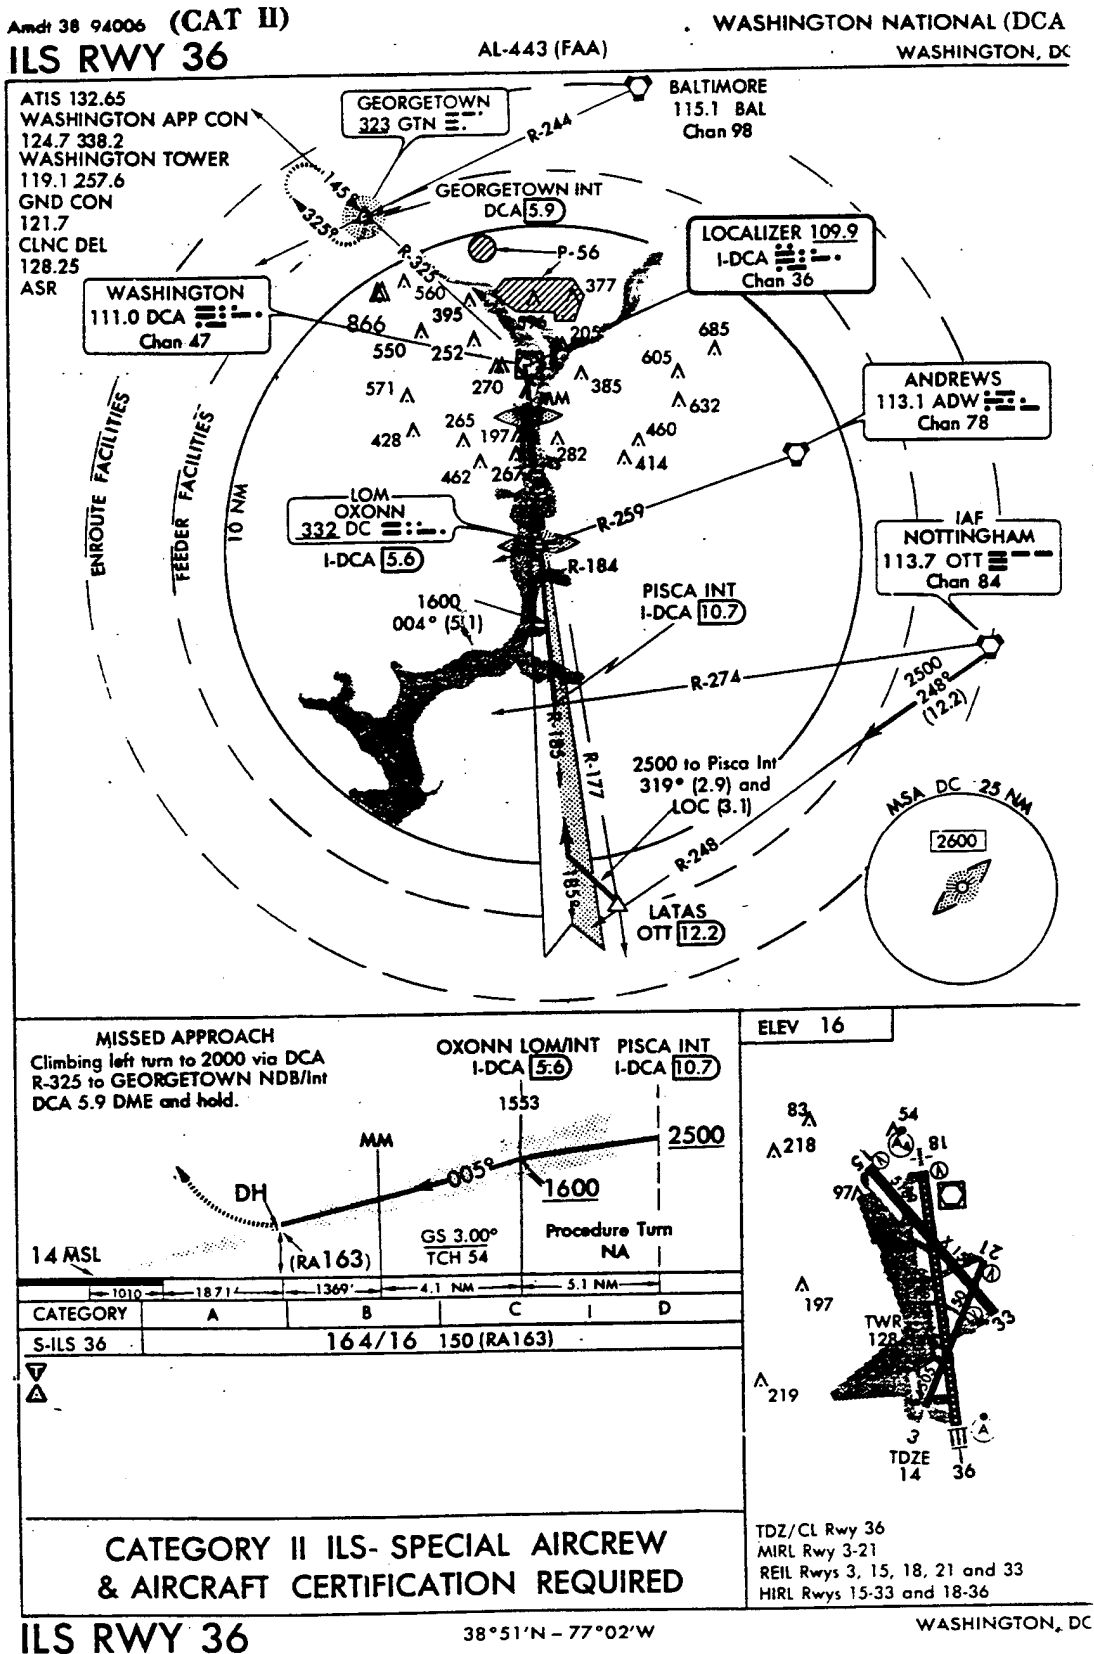 Amdt 38 94006 (CAT II)
WASHINGTON NATIONAL (DCA
ILS RWY 36
AL-443 (FAA)
WASHINGTON, DC
ATIS 132.65
WASHINGTON APP CON
124.7 338.2
WASHINGTON TOWER
119.1 257.6
GND CON
121.7
CLNC DEL
128.25
ASR
GEORGETOWN
323 GTN
BALTIMORE
115.1 BAL
Chan 98
R-244
145°
325°
GEORGETOWN INT
DCA 5.9
R-325
P-56
LOCALIZER 109.9
I-DCA
Chan 36
WASHINGTON
111.0 DCA
Chan 47
560
377
395
866
205
685
550
252
605
270
385
571
MM
632
265
428
197
460
282
414
462
267
ANDREWS
113.1 ADW
Chan 78
ENROUTE FACILITIES
FEEDER FACILITIES
10 NM
LOM
OXONN
332 DC
I-DCA 5.6
R-259
R-184
IAF
NOTTINGHAM
113.7 OTT
Chan 84
1600
004° (5.1)
PISCA INT
I-DCA 10.7
R-274
2500
248°
(12.2)
R-185
R-177
2500 to Pisca Int
319° (2.9) and
LOC (3.1)
R-248
185°
LATAS
OTT 12.2
MSA DC 25 NM
2600
MISSED APPROACH
Climbing left turn to 2000 via DCA
R-325 to GEORGETOWN NDB/Int
DCA 5.9 DME and hold.
OXONN LOM/INT
I-DCA 5.6
PISCA INT
I-DCA 10.7
1553
MM
2500
005°
DH
1600
GS 3.00°
TCH 54
Procedure Turn
NA
14 MSL
(RA163)
1010
1871'
1369'
4.1 NM
5.1 NM
CATEGORY A B C D
S-ILS 36 164/16 150 (RA163)
T
A
CATEGORY II ILS- SPECIAL AIRCREW
& AIRCRAFT CERTIFICATION REQUIRED
ELEV 16
83
54
218
18
15
97
21
197
TWR
128
33
219
3
TDZE
14
36
A
TDZ/CL Rwy 36
MIRL Rwy 3-21
REIL Rwys 3, 15, 18, 21 and 33
HIRL Rwys 15-33 and 18-36
ILS RWY 36
38°51'N – 77°02'W
WASHINGTON, DC